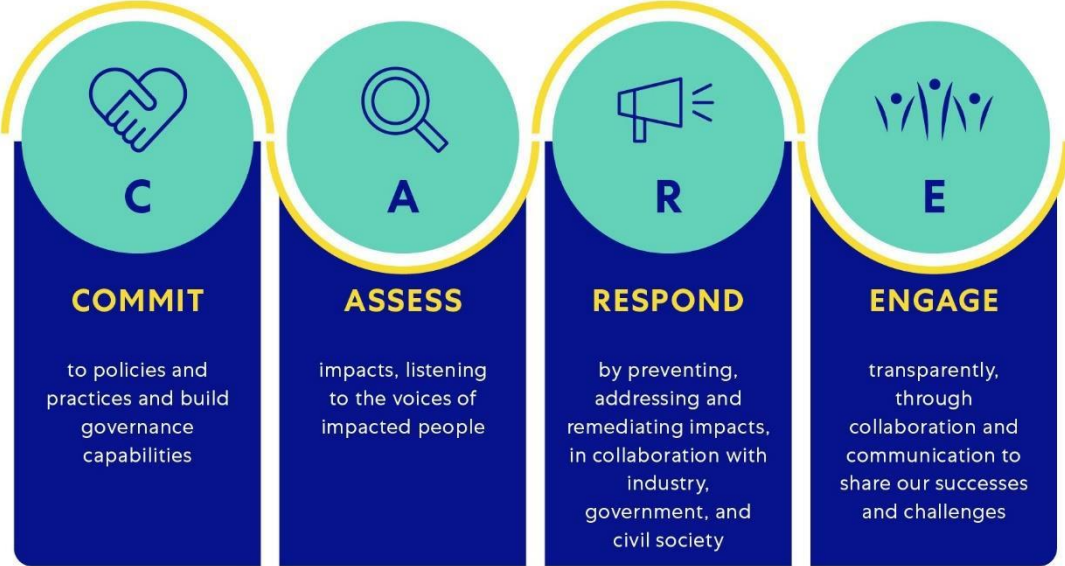 C
COMMIT
to policies and
practices and build
governance
capabilities
A
ASSESS
impacts, listening
to the voices of
impacted people
R
RESPOND
by preventing,
addressing and
remediating impacts,
in collaboration with
industry,
government, and
civil society
E
ENGAGE
transparently,
through
collaboration and
communication to
share our successes
and challenges